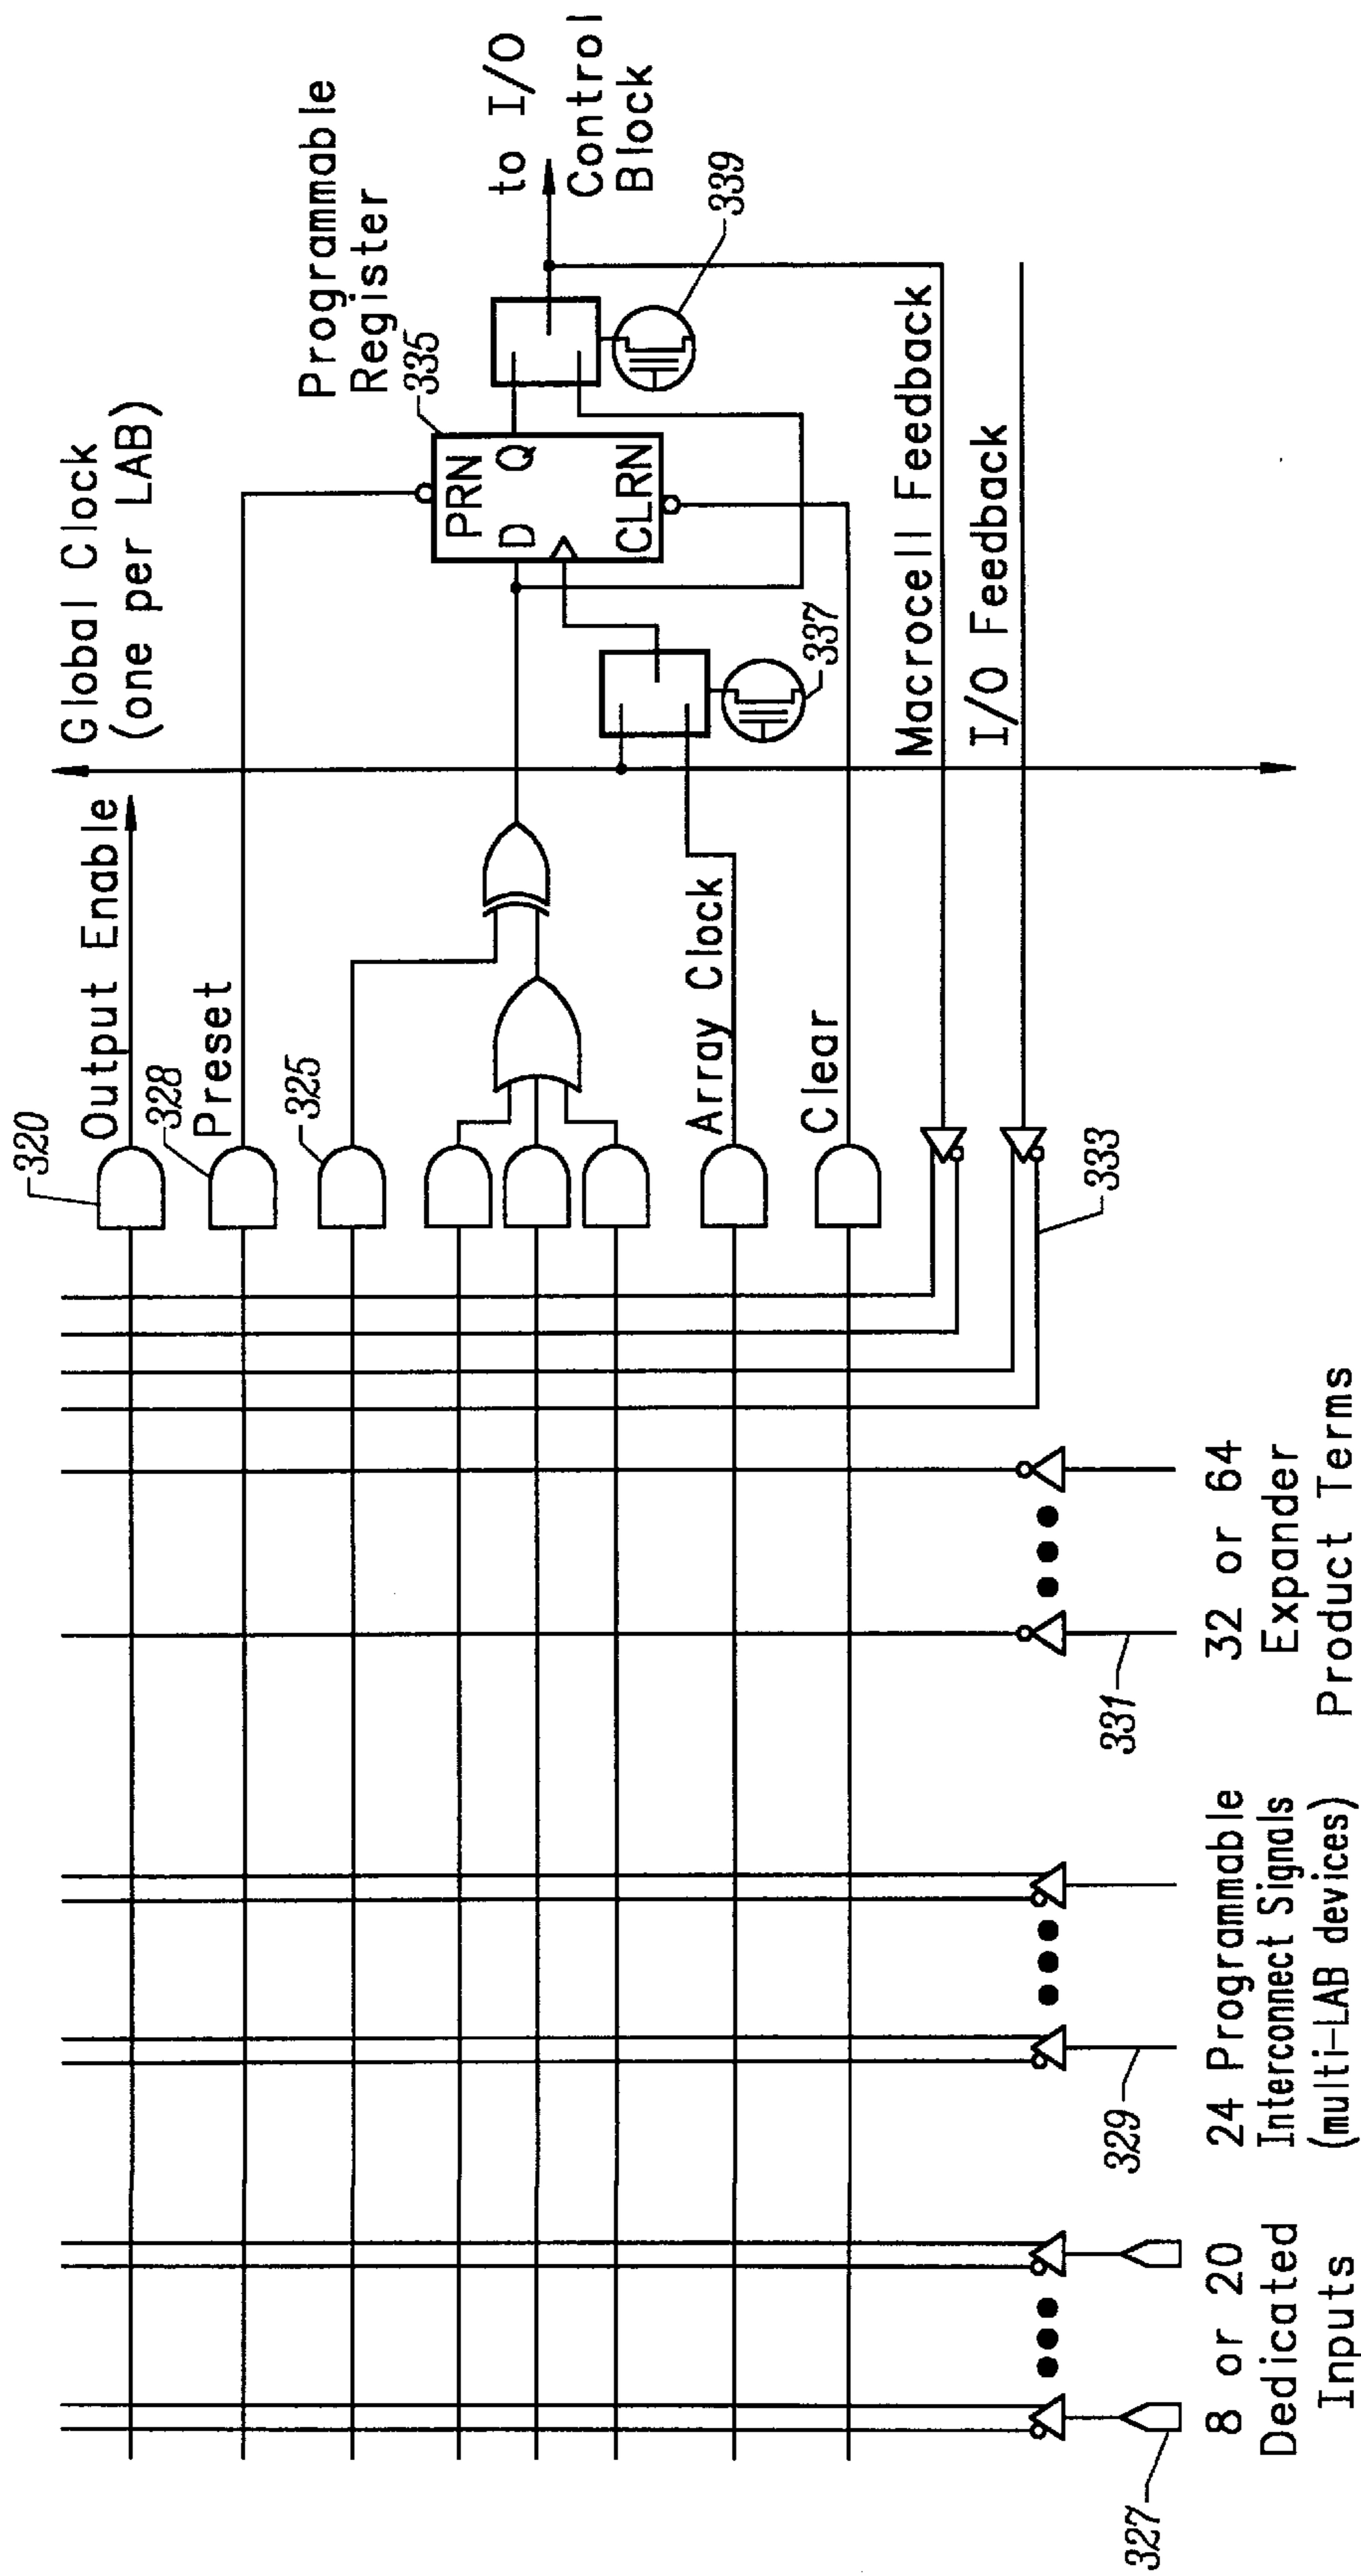 Global Clock
(one per LAB)
320
Output Enable
328
Preset
325
Programmable
Register
335
PRN
D Q
CLRN
to I/O
Control
Block
339
337
Array Clock
Clear
Macrocell Feedback
I/O Feedback
333
327
8 or 20
Dedicated
Inputs
329
24 Programmable
Interconnect Signals
(multi-LAB devices)
331
32 or 64
Expander
Product Terms